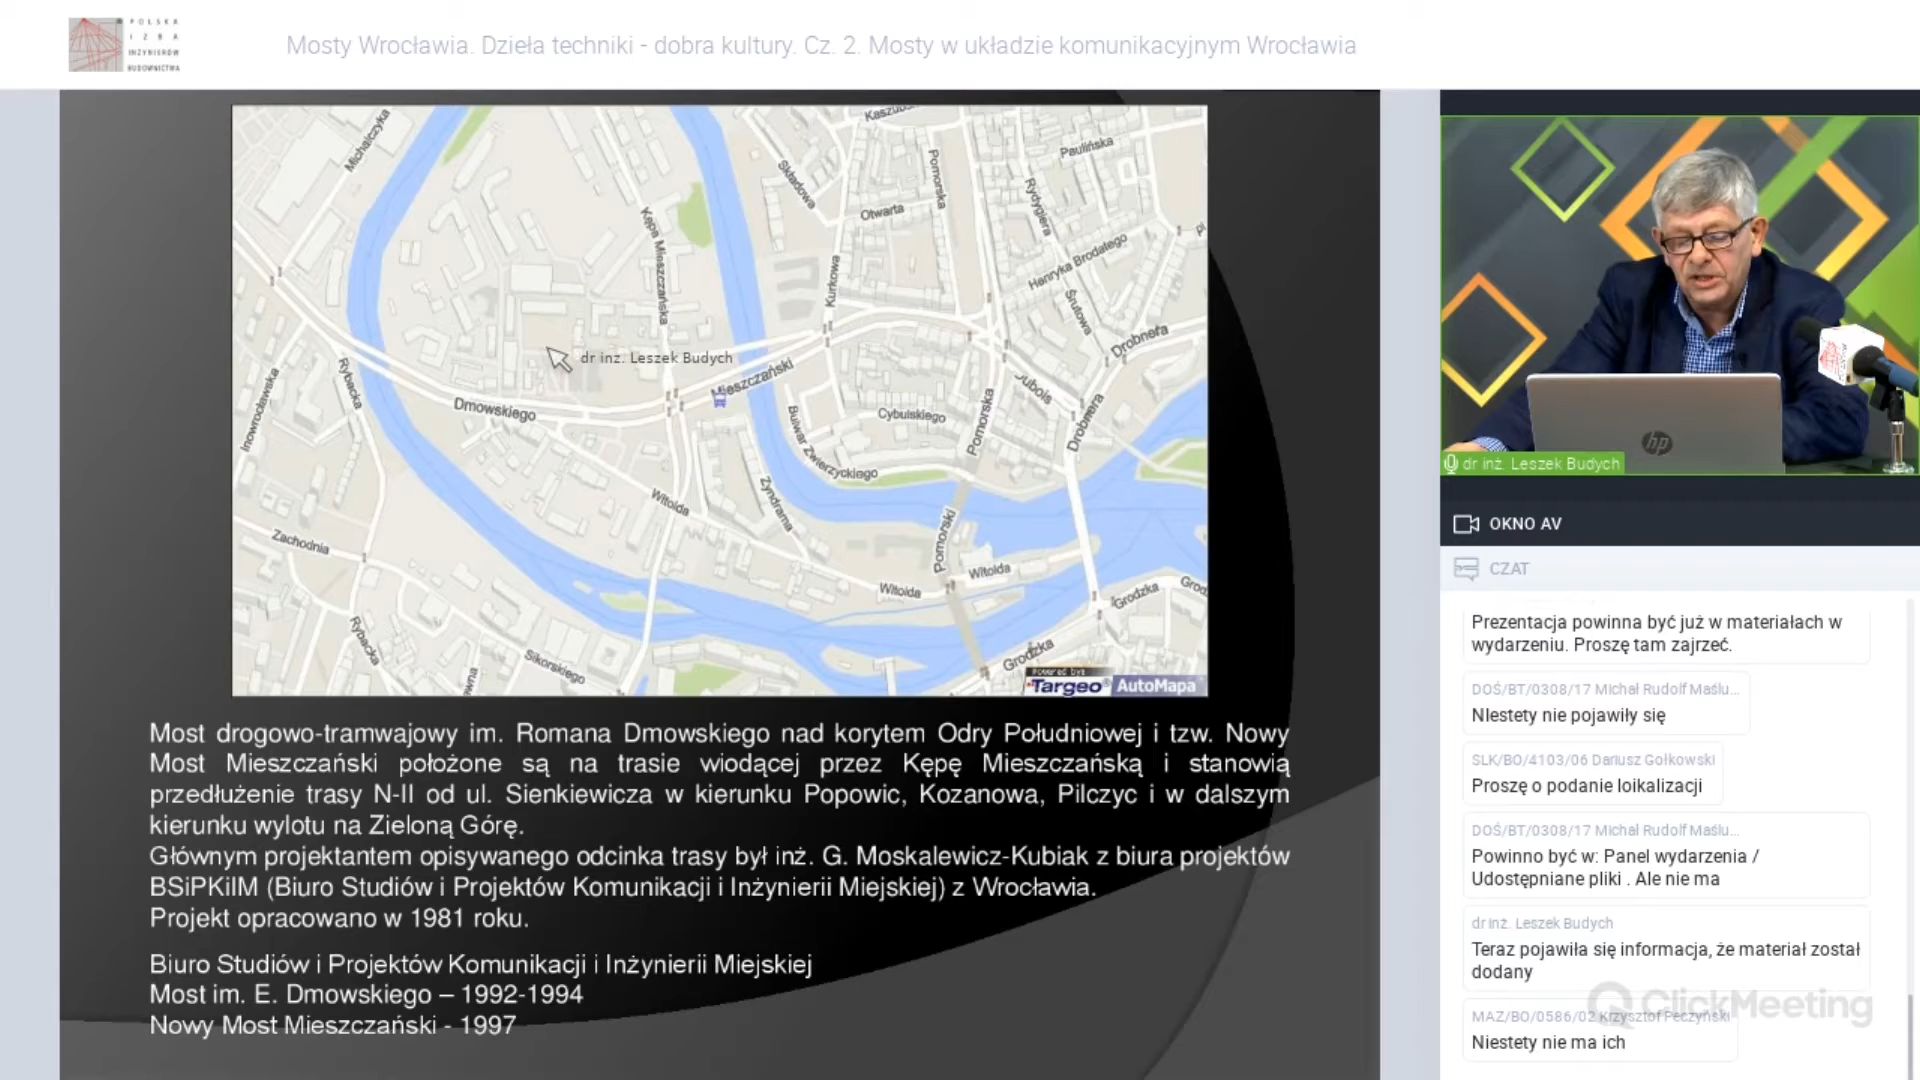 POLSKA
IZBA
INŻYNIERÓW
BUDOWNICTWA
Mosty Wrocławia. Dzieła techniki - dobra kultury. Cz. 2. Mosty w układzie komunikacyjnym Wrocławia
Michalczyka
Kaszubs
Składowa
Pomorska
Paulińska
Otwarta
Rydygiera
Kępa Mieszczańska
Kurkowa
Henryka Brodatego
Śrutowa
Drobnera
dr inż. Leszek Budych
Mieszczański
Rybacka
Inowrocławska
Dmowskiego
Bulwar Zwierzyckiego
Cybulskiego
Pomorska
Dubois
Drobnera
Witolda
Zyndrama
Zachodnia
Pomorski
Witolda
Witolda
Grodzka
Rybacka
Sikorskiego
Grodzka
Powered by:
Targeo AutoMapa
Most drogowo-tramwajowy im. Romana Dmowskiego nad korytem Odry Południowej i tzw. Nowy
Most Mieszczański położone są na trasie wiodącej przez Kępę Mieszczańską i stanowią
przedłużenie trasy N-II od ul. Sienkiewicza w kierunku Popowic, Kozanowa, Pilczyc i w dalszym
kierunku wylotu na Zieloną Górę.
Głównym projektantem opisywanego odcinka trasy był inż. G. Moskalewicz-Kubiak z biura projektów
BSiPKiIM (Biuro Studiów i Projektów Komunikacji i Inżynierii Miejskiej) z Wrocławia.
Projekt opracowano w 1981 roku.
Biuro Studiów i Projektów Komunikacji i Inżynierii Miejskiej
Most im. E. Dmowskiego – 1992-1994
Nowy Most Mieszczański - 1997
hp
dr inż. Leszek Budych
OKNO AV
CZAT
Prezentacja powinna być już w materiałach w
wydarzeniu. Proszę tam zajrzeć.
DOŚ/BT/0308/17 Michał Rudolf Maślu...
NIestety nie pojawiły się
SLK/BO/4103/06 Dariusz Gołkowski
Proszę o podanie loikalizacji
DOŚ/BT/0308/17 Michał Rudolf Maślu...
Powinno być w: Panel wydarzenia /
Udostępniane pliki . Ale nie ma
dr inż. Leszek Budych
Teraz pojawiła się informacja, że materiał został
dodany
MAZ/BO/0586/02 Krzysztof Pęczyński
Niestety nie ma ich
ClickMeeting